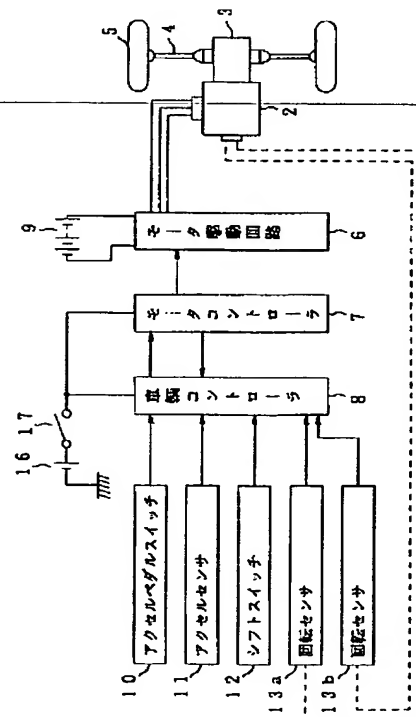 アクセルペダルスイッチ
10
アクセルセンサ
11
シフトスイッチ
12
回転センサ
13a
回転センサ
13b
16
17
車輌コントローラ
8
モータコントローラ
7
モータ駆動回路
6
9
2
3
4
5